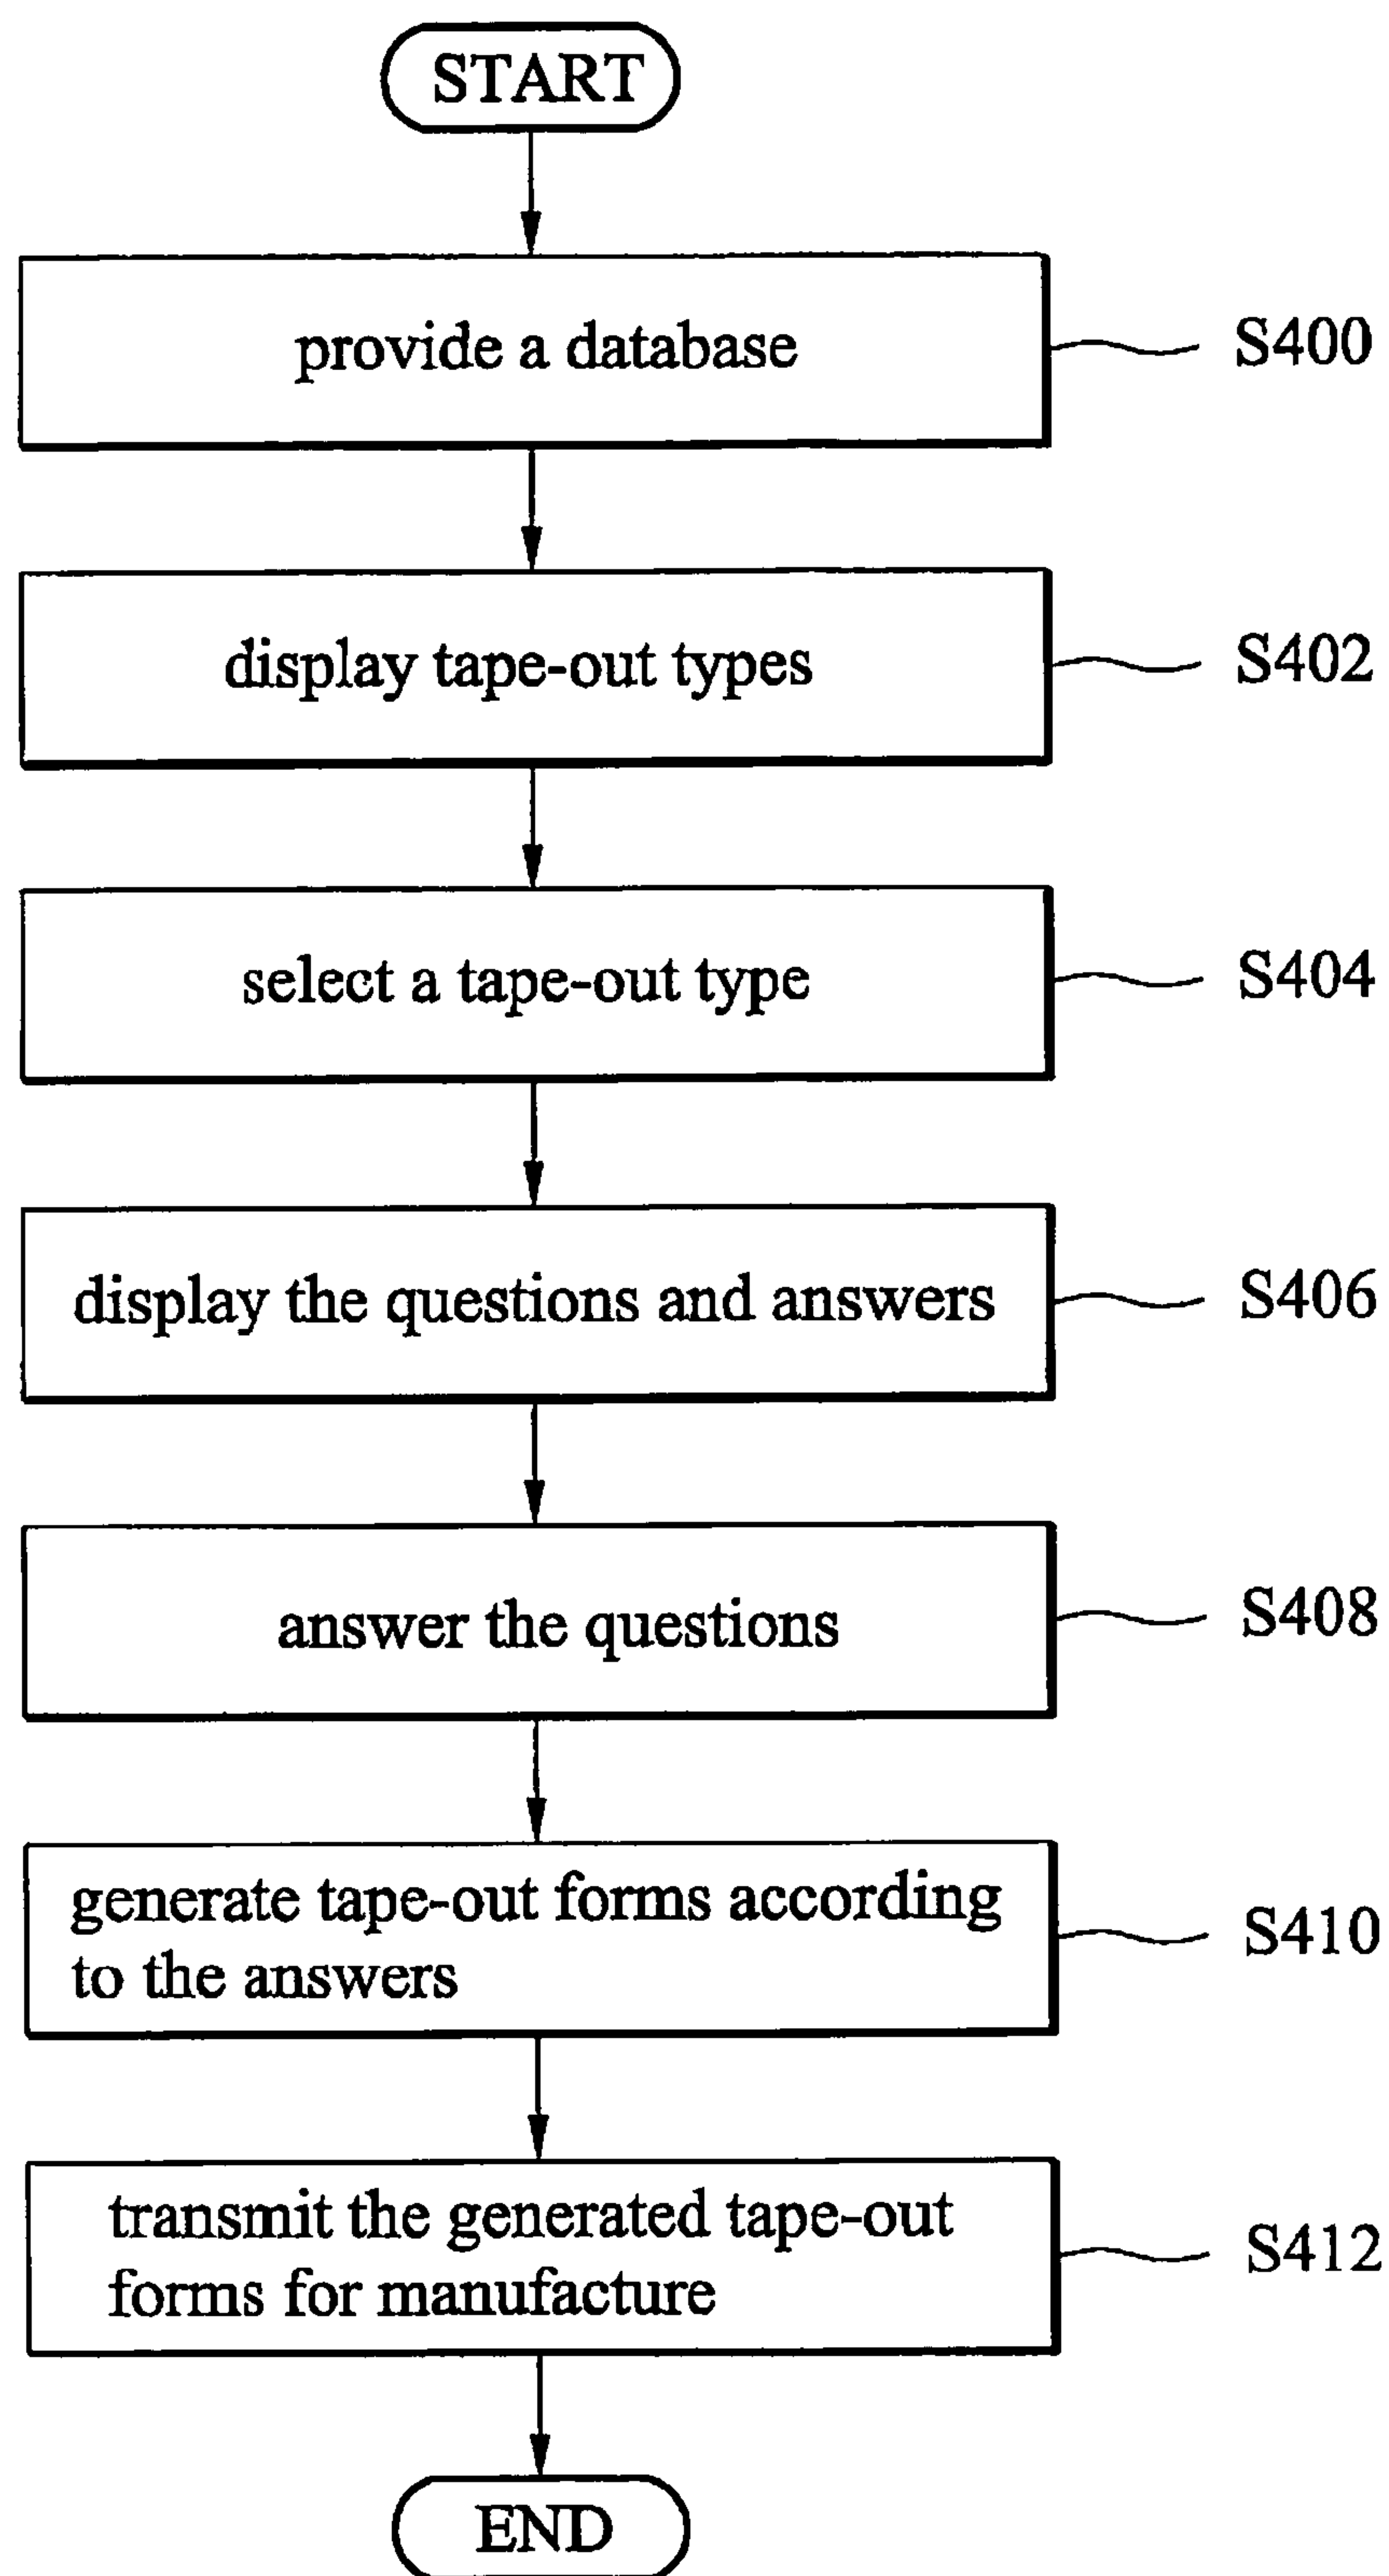 START
provide a database
S400
display tape-out types
S402
select a tape-out type
S404
display the questions and answers
S406
answer the questions
S408
generate tape-out forms according
to the answers
S410
transmit the generated tape-out
forms for manufacture
S412
END